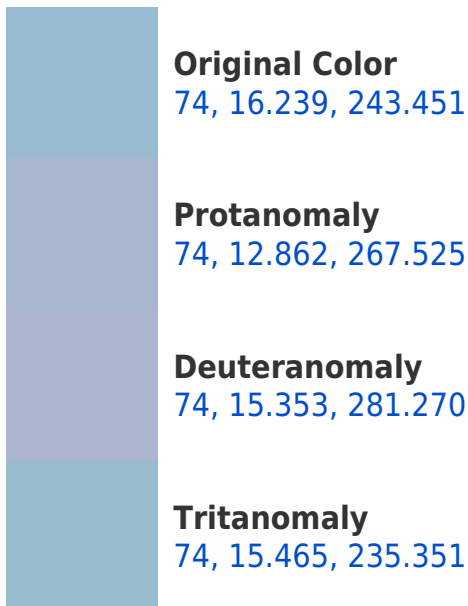 Original Color
74, 16.239, 243.451
Protanomaly
74, 12.862, 267.525
Deuteranomaly
74, 15.353, 281.270
Tritanomaly
74, 15.465, 235.351